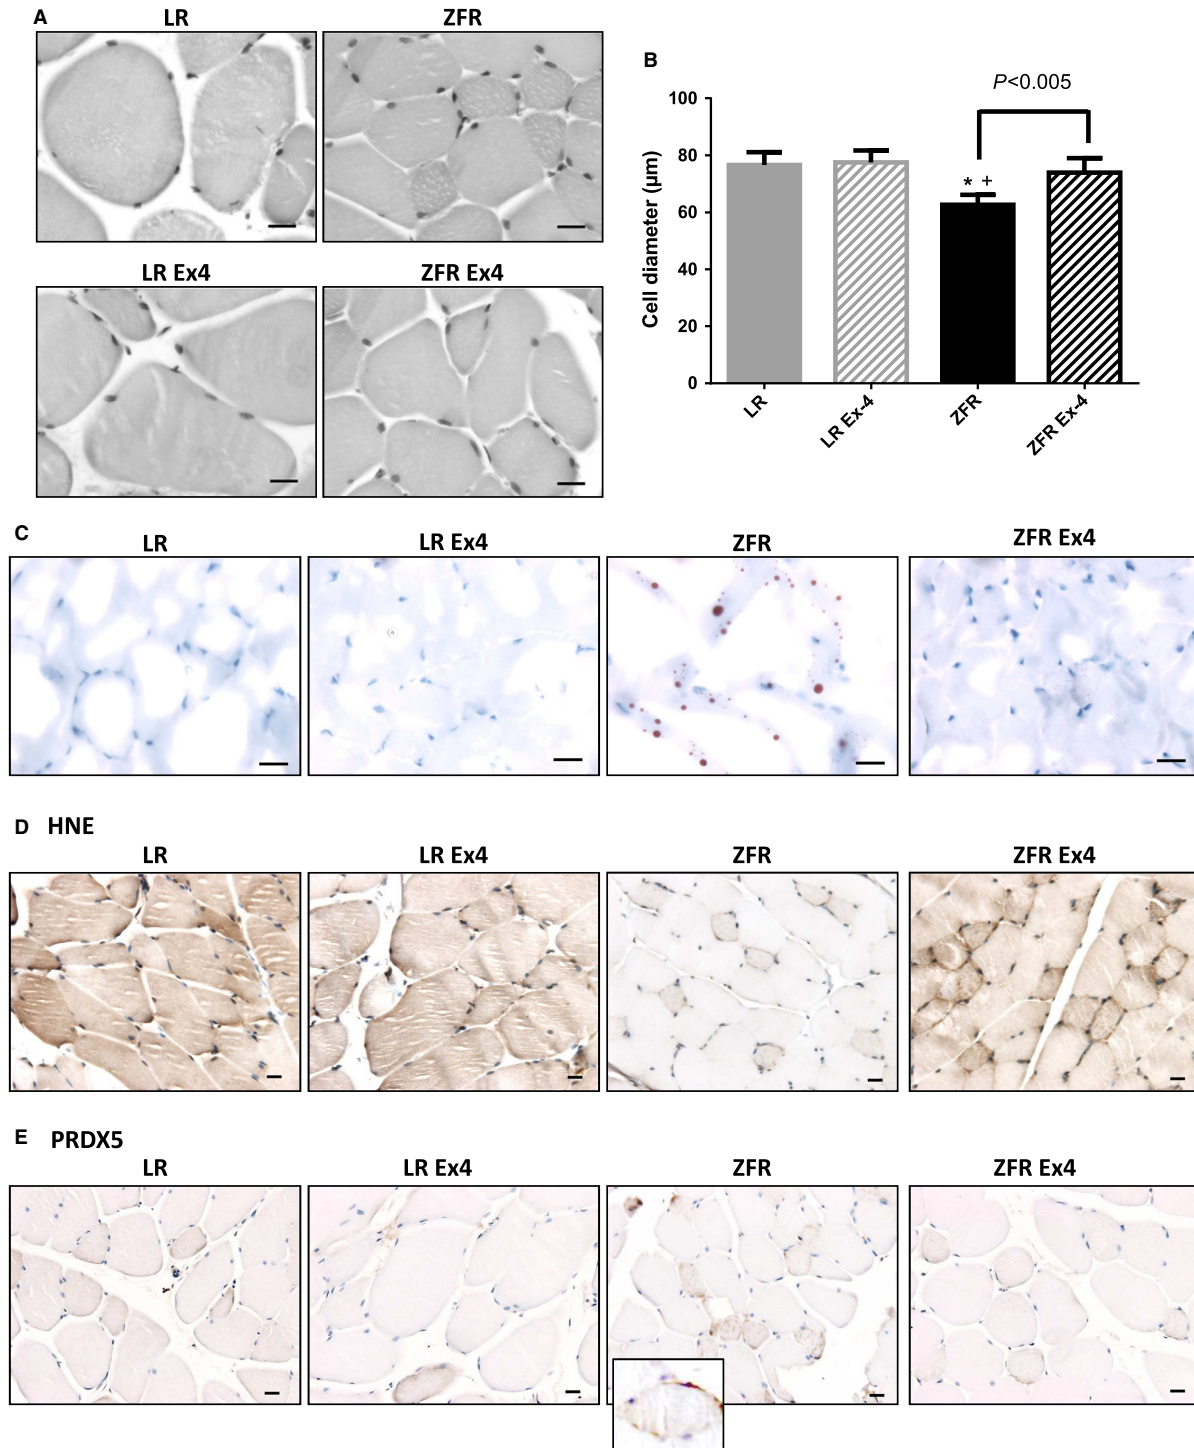 A
LR
ZFR
LR Ex4
ZFR Ex4
B
P<0.005
* +
Cell diameter (µm)
100
80
60
40
20
0
LR
LR Ex-4
ZFR
ZFR Ex-4
C
LR
LR Ex4
ZFR
ZFR Ex4
D HNE
LR
LR Ex4
ZFR
ZFR Ex4
E PRDX5
LR
LR Ex4
ZFR
ZFR Ex4